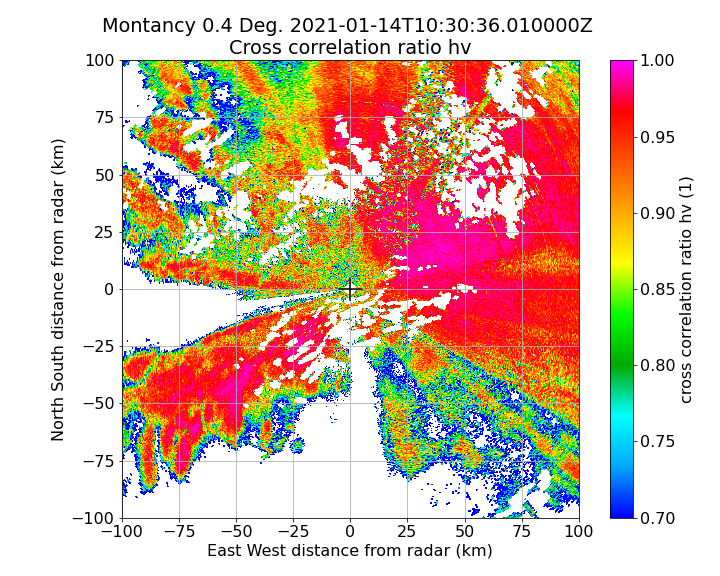 Montancy 0.4 Deg. 2021-01-14T10:30:36.010000Z
Cross correlation ratio hv
100
75
50
25
0
−25
−50
−75
−100
−100 −75 −50 −25 0 25 50 75 100
North South distance from radar (km)
East West distance from radar (km)
1.00
0.95
0.90
0.85
0.80
0.75
0.70
cross correlation ratio hv (1)